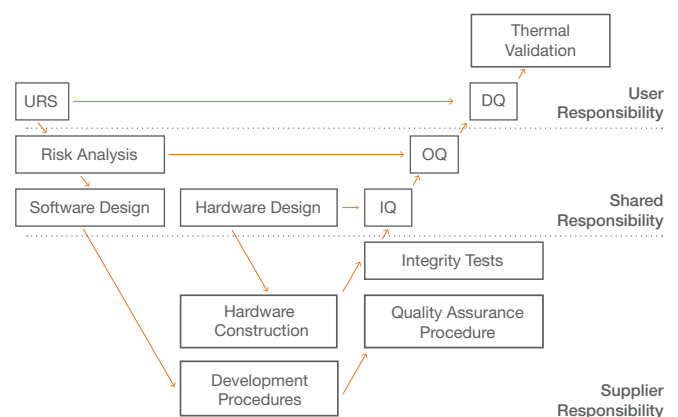 Thermal
Validation
URS
DQ
User
Responsibility
Risk Analysis
OQ
Software Design
Hardware Design
IQ
Shared
Responsibility
Integrity Tests
Hardware
Construction
Quality Assurance
Procedure
Development
Procedures
Supplier
Responsibility